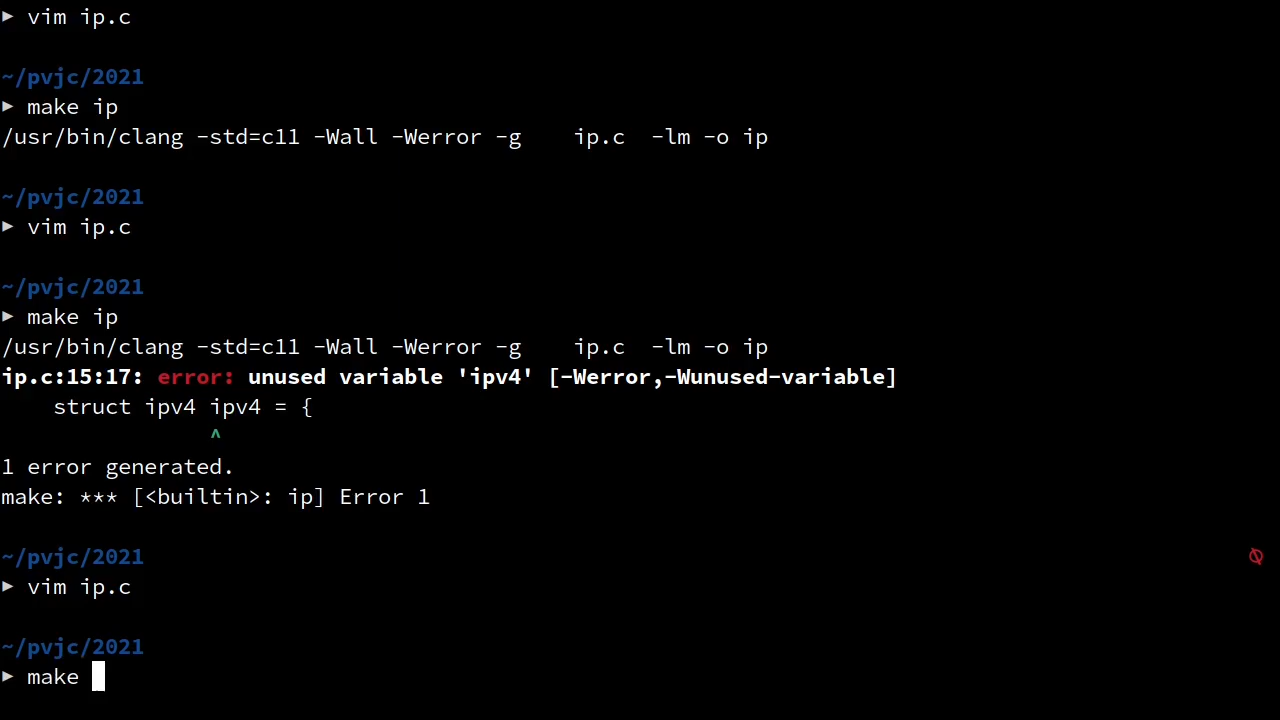 ▶ vim ip.c
~/pvjc/2021
▶ make ip
/usr/bin/clang -std=c11 -Wall -Werror -g    ip.c  -lm -o ip
~/pvjc/2021
▶ vim ip.c
~/pvjc/2021
▶ make ip
/usr/bin/clang -std=c11 -Wall -Werror -g    ip.c  -lm -o ip
ip.c:15:17: error: unused variable 'ipv4' [-Werror,-Wunused-variable]
    struct ipv4 ipv4 = {
                ^
1 error generated.
make: *** [<builtin>: ip] Error 1
~/pvjc/2021
▶ vim ip.c
~/pvjc/2021
▶ make